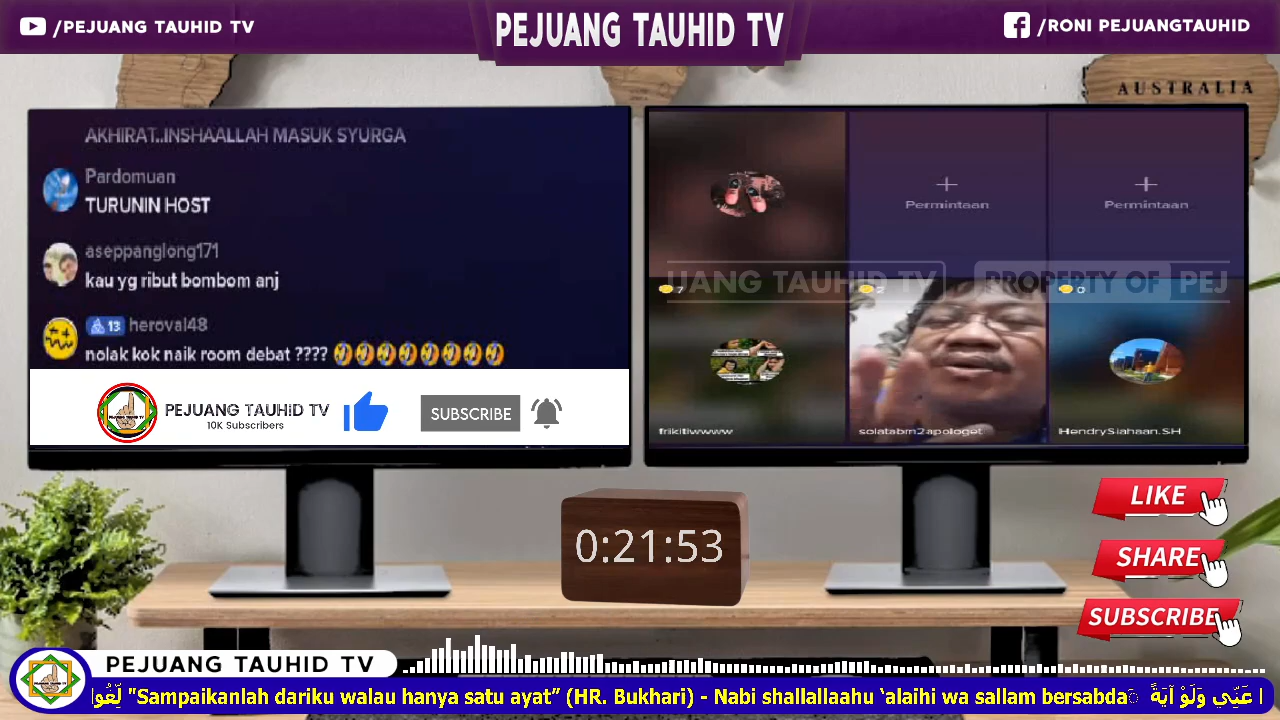 /PEJUANG TAUHID TV
PEJUANG TAUHID TV
/RONI PEJUANGTAUHID
AUSTRALIA
AKHIRAT..INSHAALLAH MASUK SYURGA
Pardomuan
TURUNIN HOST
aseppanglong171
kau yg ribut bombom anj
13 heroval48
nolak kok naik room debat ???? 🤣🤣🤣🤣🤣🤣🤣🤣
PEJUANG TAUHID TV
10K Subscribers
SUBSCRIBE
Permintaan
Permintaan
UANG TAUHID TV
PROPERTY OF PEJ
7
2
0
frikitiwwww
solatabm2apologet
HendrySiahaan.SH
0:21:53
LIKE
SHARE
SUBSCRIBE
PEJUANG TAUHID TV
"Sampaikanlah dariku walau hanya satu ayat” (HR. Bukhari) - Nabi shallallaahu ‘alaihi wa sallam bersabda
عَنِّي وَلَوْ آيَةً